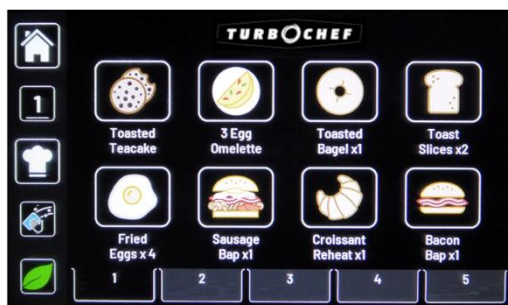 TURBOCHEF
1
Toasted
Teacake
3 Egg
Omelette
Toasted
Bagel x1
Toast
Slices x2
Fried
Eggs x 4
Sausage
Bap x1
Croissant
Reheat x1
Bacon
Bap x1
1
2
3
4
5